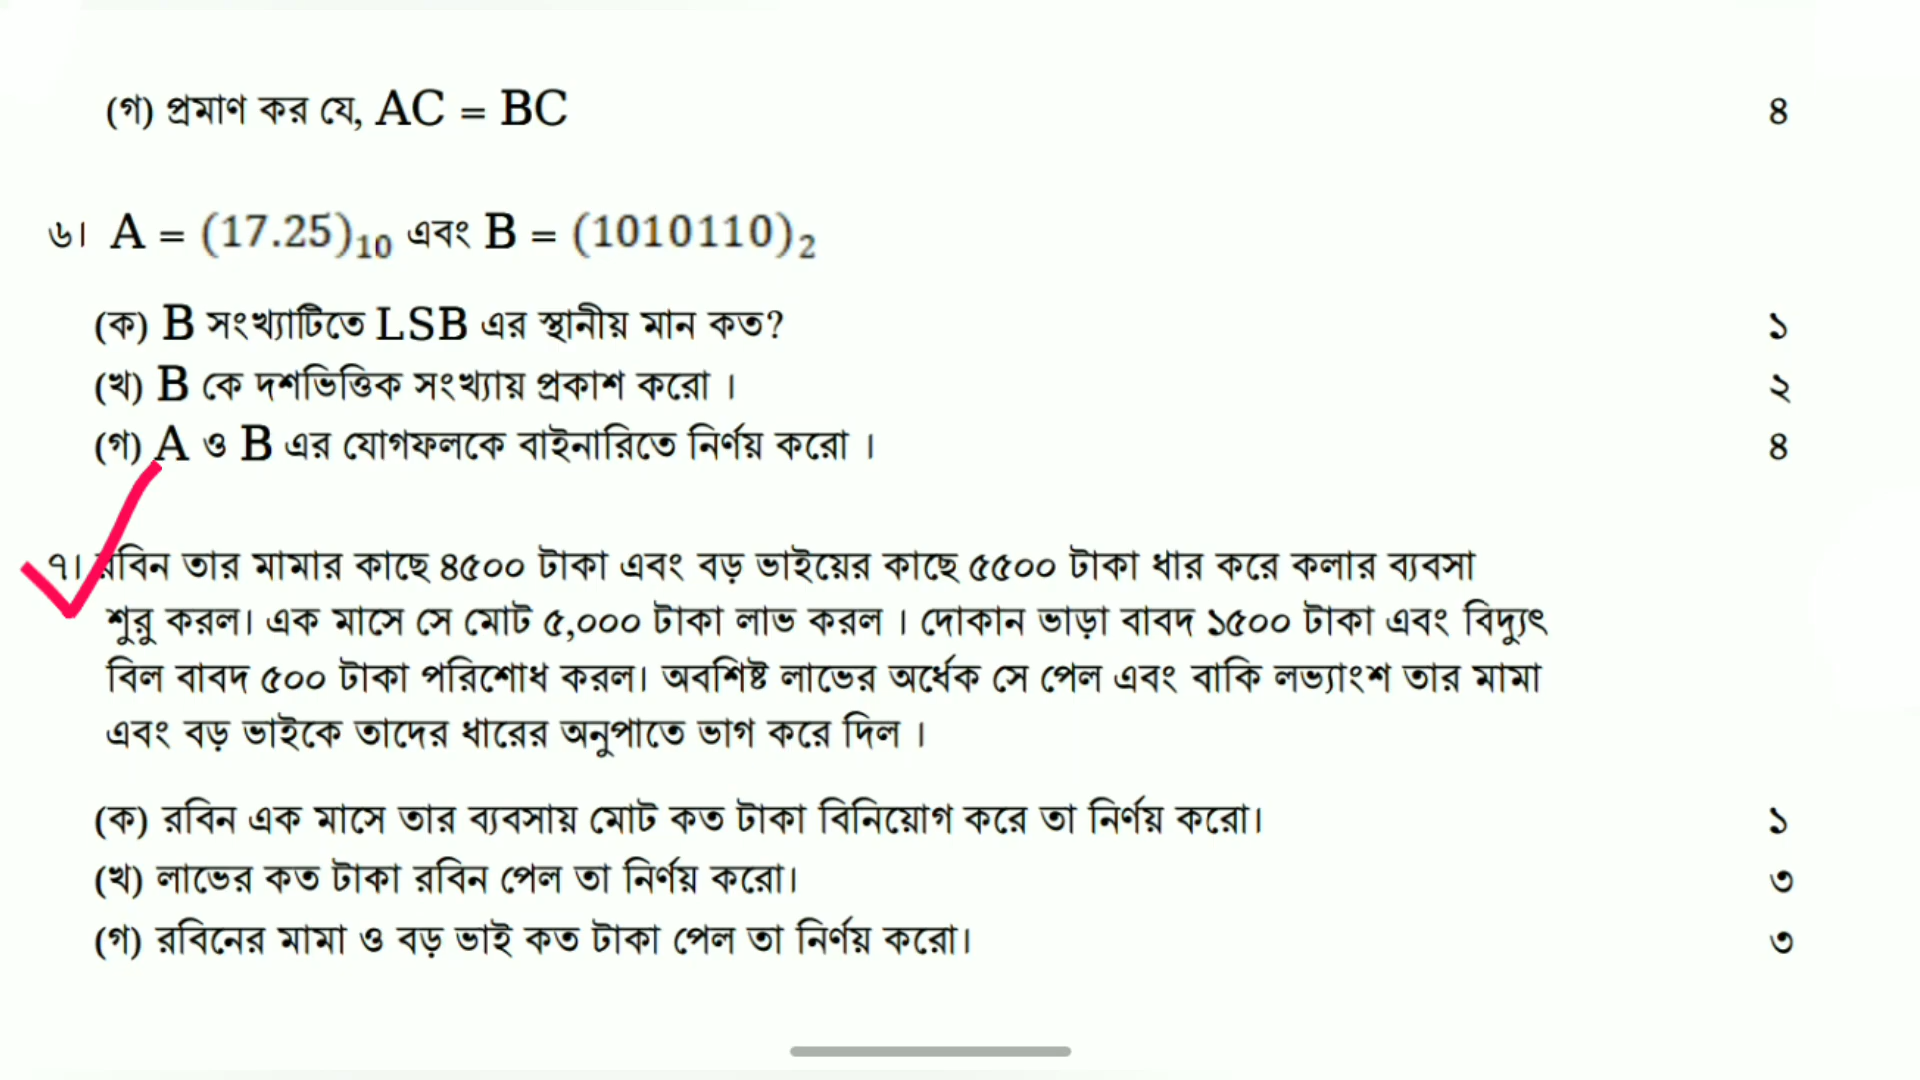 (গ) প্রমাণ কর যে, AC = BC ৪
৬। A = (17.25)₁₀ এবং B = (1010110)₂
(ক) B সংখ্যাটিতে LSB এর স্থানীয় মান কত? ১
(খ) B কে দশভিত্তিক সংখ্যায় প্রকাশ করো । ২
(গ) A ও B এর যোগফলকে বাইনারিতে নির্ণয় করো । ৪
৭। রবিন তার মামার কাছে ৪৫০০ টাকা এবং বড় ভাইয়ের কাছে ৫৫০০ টাকা ধার করে কলার ব্যবসা
শুরু করল। এক মাসে সে মোট ৫,০০০ টাকা লাভ করল । দোকান ভাড়া বাবদ ১৫০০ টাকা এবং বিদ্যুৎ
বিল বাবদ ৫০০ টাকা পরিশোধ করল। অবশিষ্ট লাভের অর্ধেক সে পেল এবং বাকি লভ্যাংশ তার মামা
এবং বড় ভাইকে তাদের ধারের অনুপাতে ভাগ করে দিল ।
(ক) রবিন এক মাসে তার ব্যবসায় মোট কত টাকা বিনিয়োগ করে তা নির্ণয় করো। ১
(খ) লাভের কত টাকা রবিন পেল তা নির্ণয় করো। ৩
(গ) রবিনের মামা ও বড় ভাই কত টাকা পেল তা নির্ণয় করো। ৩